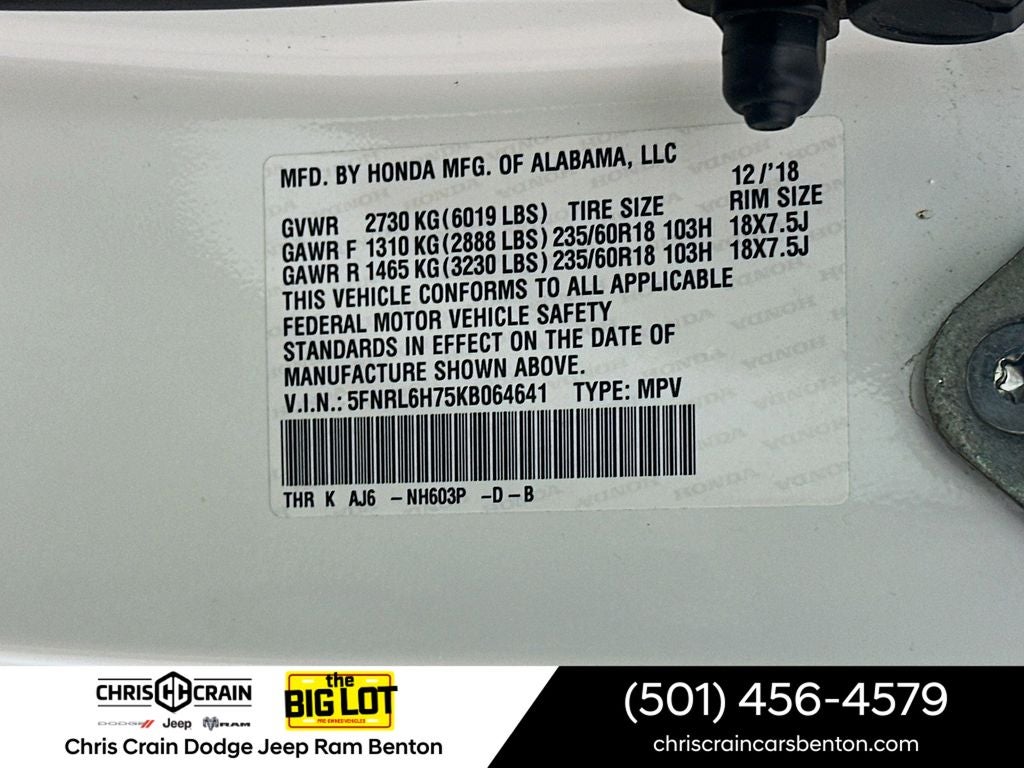 MFD. BY HONDA MFG. OF ALABAMA, LLC
12/'18
GVWR 2730 KG (6019 LBS) TIRE SIZE RIM SIZE
GAWR F 1310 KG (2888 LBS) 235/60R18 103H 18X7.5J
GAWR R 1465 KG (3230 LBS) 235/60R18 103H 18X7.5J
THIS VEHICLE CONFORMS TO ALL APPLICABLE
FEDERAL MOTOR VEHICLE SAFETY
STANDARDS IN EFFECT ON THE DATE OF
MANUFACTURE SHOWN ABOVE.
V.I.N.: 5FNRL6H75KB064641 TYPE: MPV
THR K AJ6 -NH603P -D-B
CHRIS CRAIN
DODGE Jeep RAM
the
BIG LOT
PRE-OWNED VEHICLES
Chris Crain Dodge Jeep Ram Benton
(501) 456-4579
chriscraincarsbenton.com